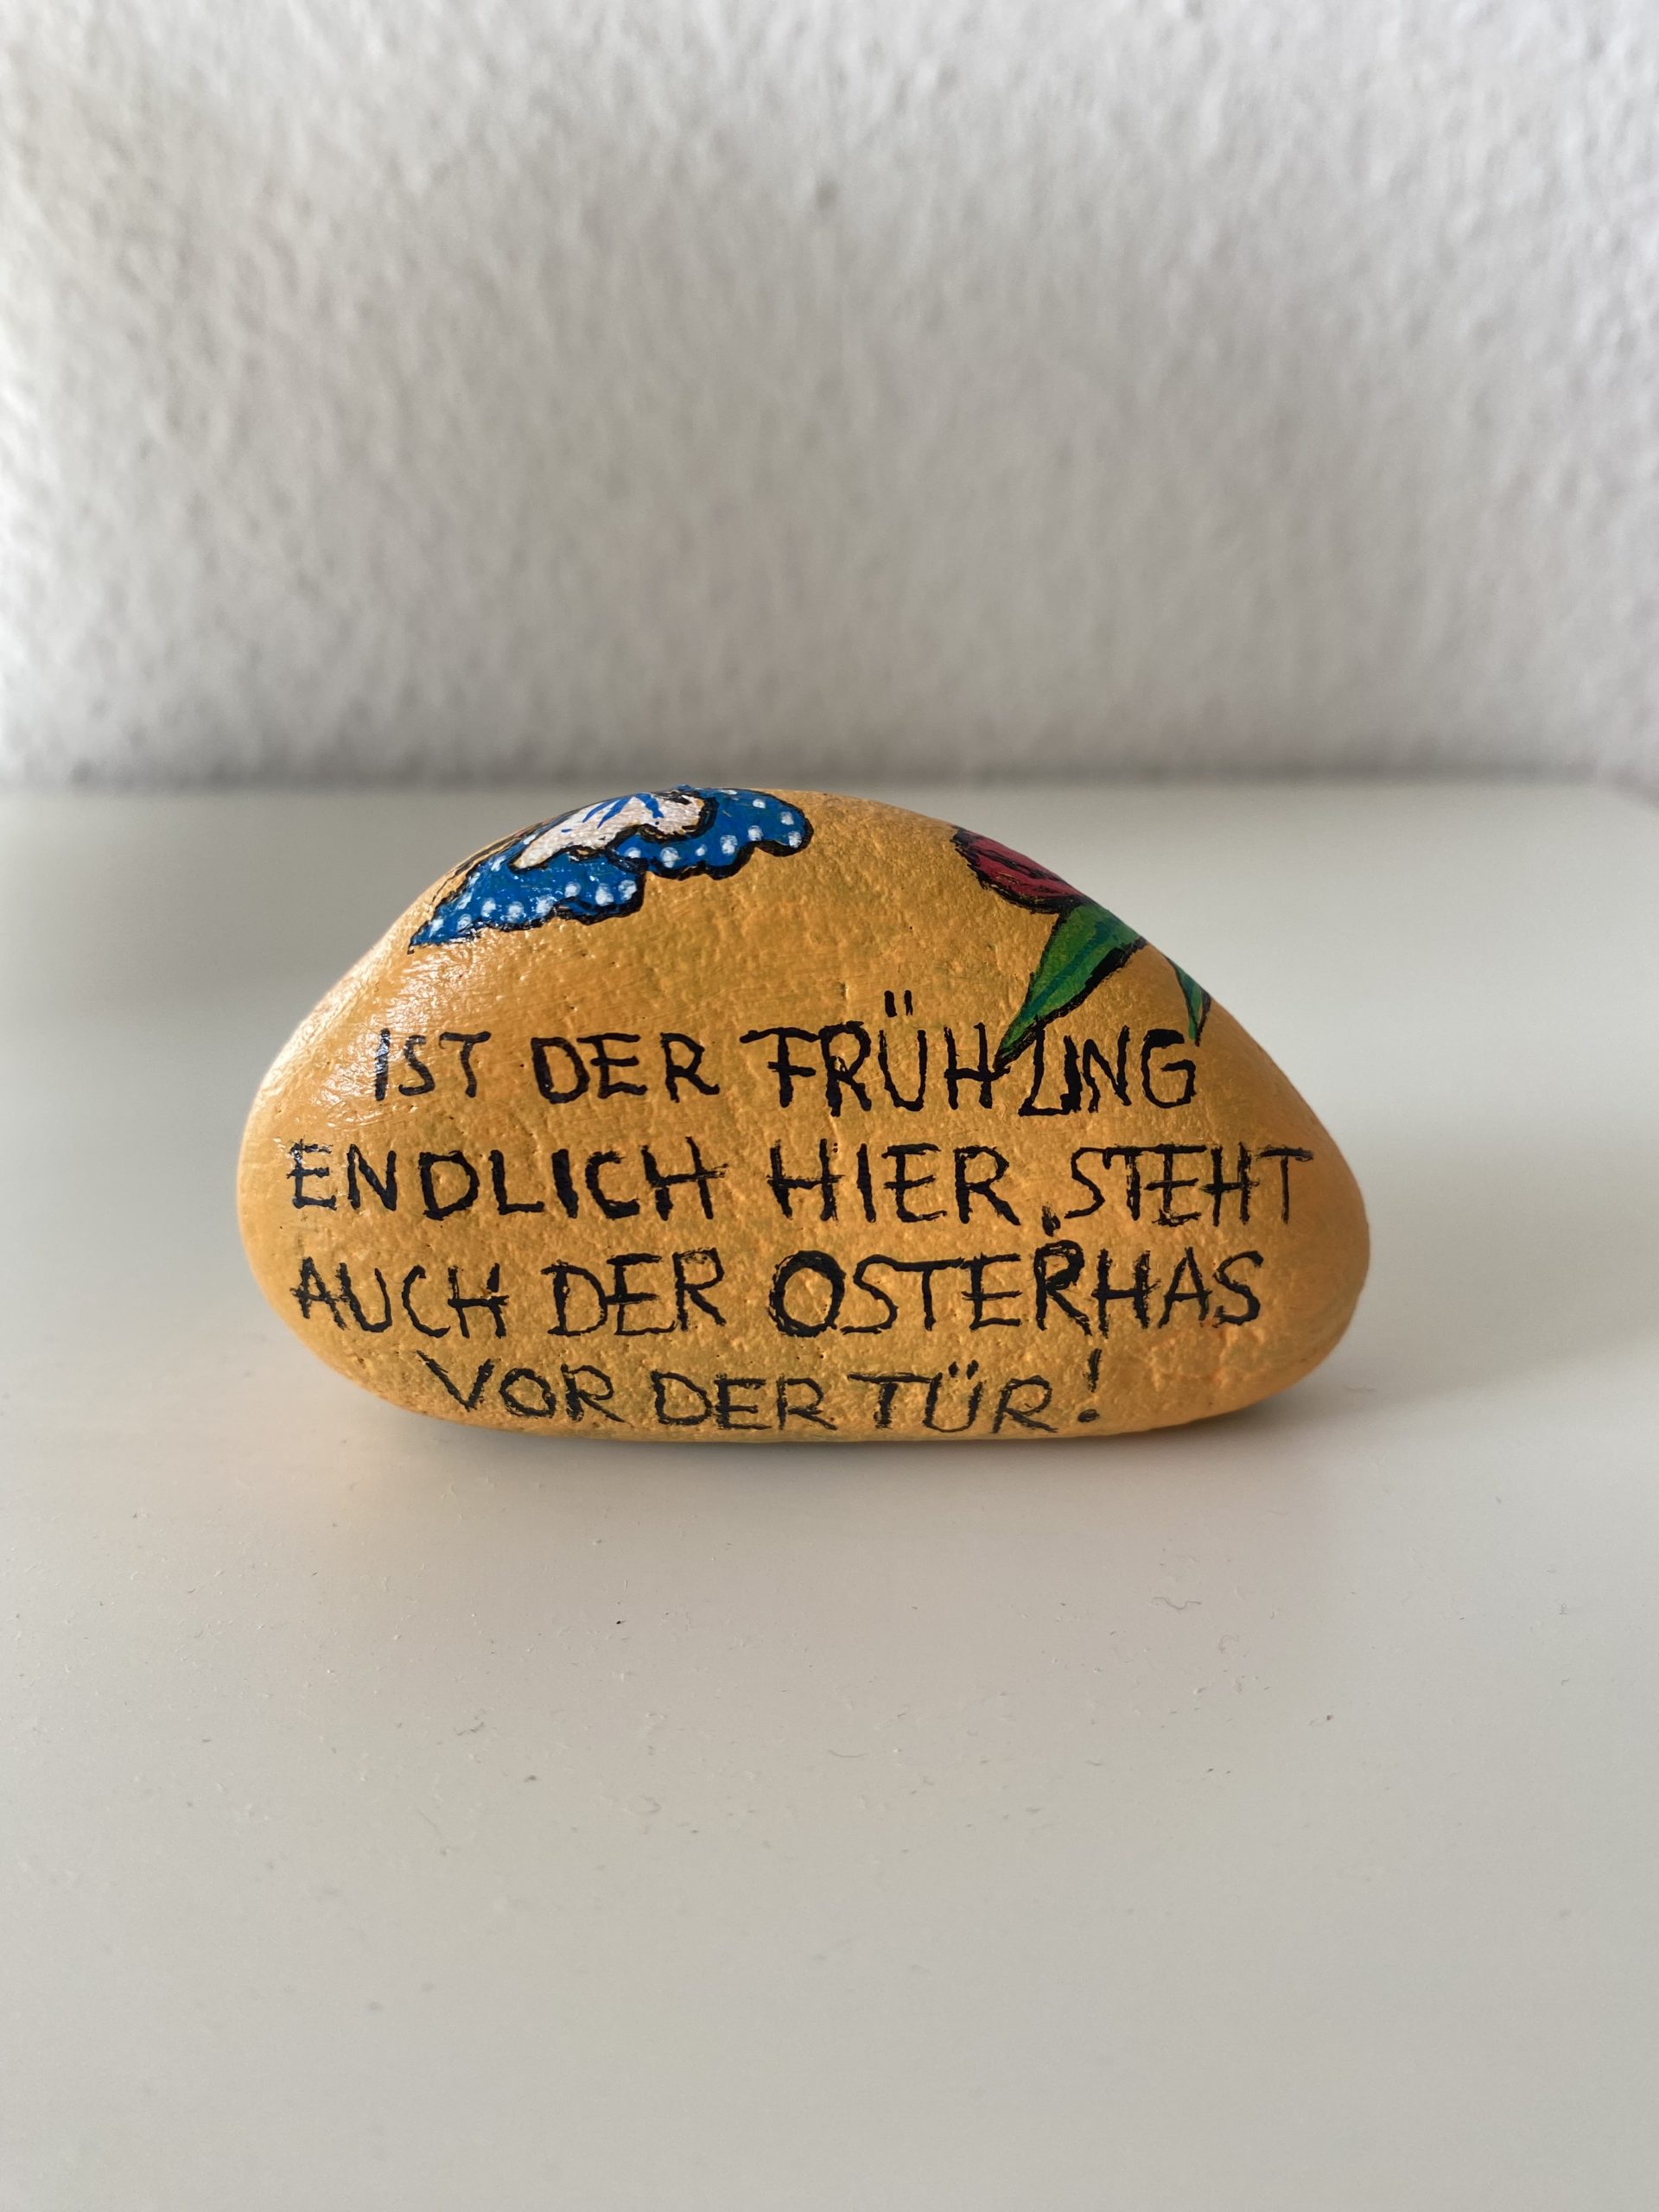 IST DER FRÜHLING
ENDLICH HIER, STEHT
AUCH DER OSTERHAS
VOR DER TÜR!